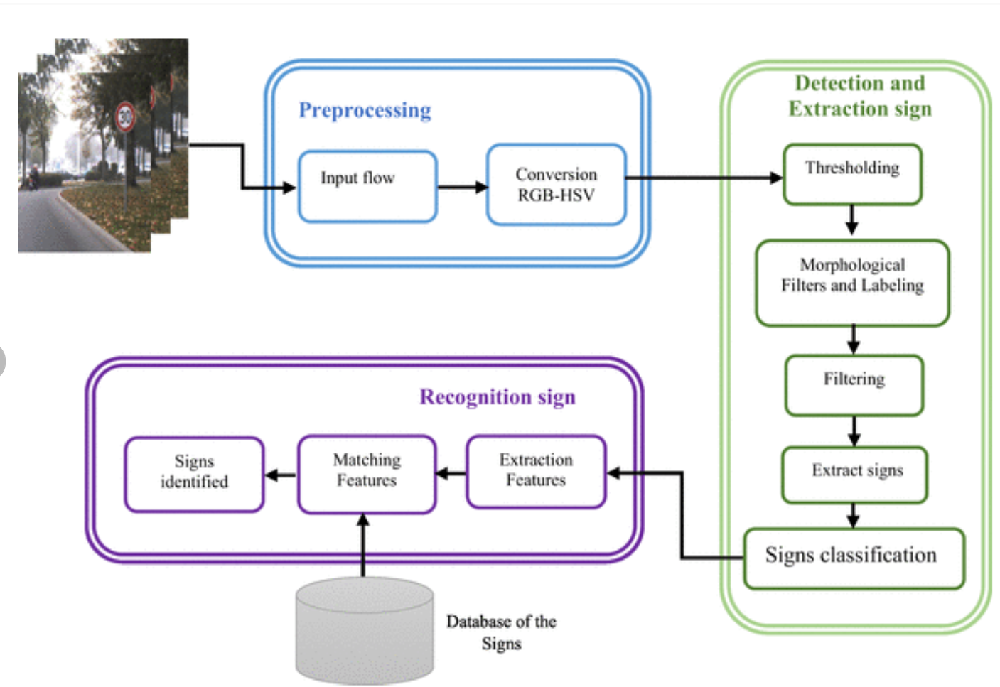 30
Preprocessing
Input flow
Conversion
RGB-HSV
Detection and
Extraction sign
Thresholding
Morphological
Filters and Labeling
Filtering
Extract signs
Signs classification
Recognition sign
Extraction
Features
Matching
Features
Signs
identified
Database of the
Signs